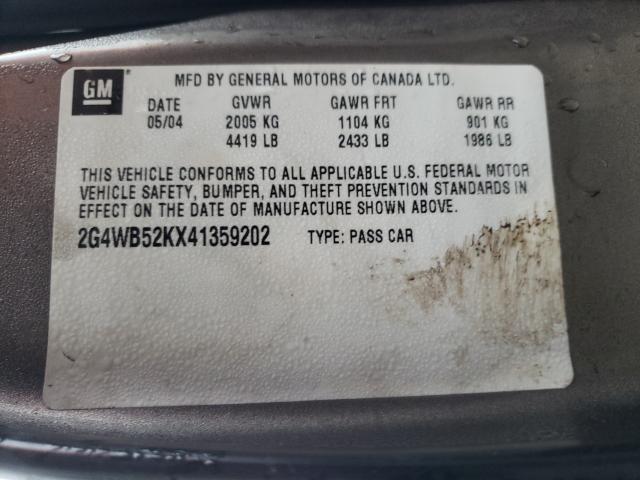 GM
MFD BY GENERAL MOTORS OF CANADA LTD.
DATE GVWR GAWR FRT GAWR RR
05/04 2005 KG 1104 KG 901 KG
4419 LB 2433 LB 1986 LB
THIS VEHICLE CONFORMS TO ALL APPLICABLE U.S. FEDERAL MOTOR
VEHICLE SAFETY, BUMPER, AND THEFT PREVENTION STANDARDS IN
EFFECT ON THE DATE OF MANUFACTURE SHOWN ABOVE.
2G4WB52KX41359202 TYPE: PASS CAR